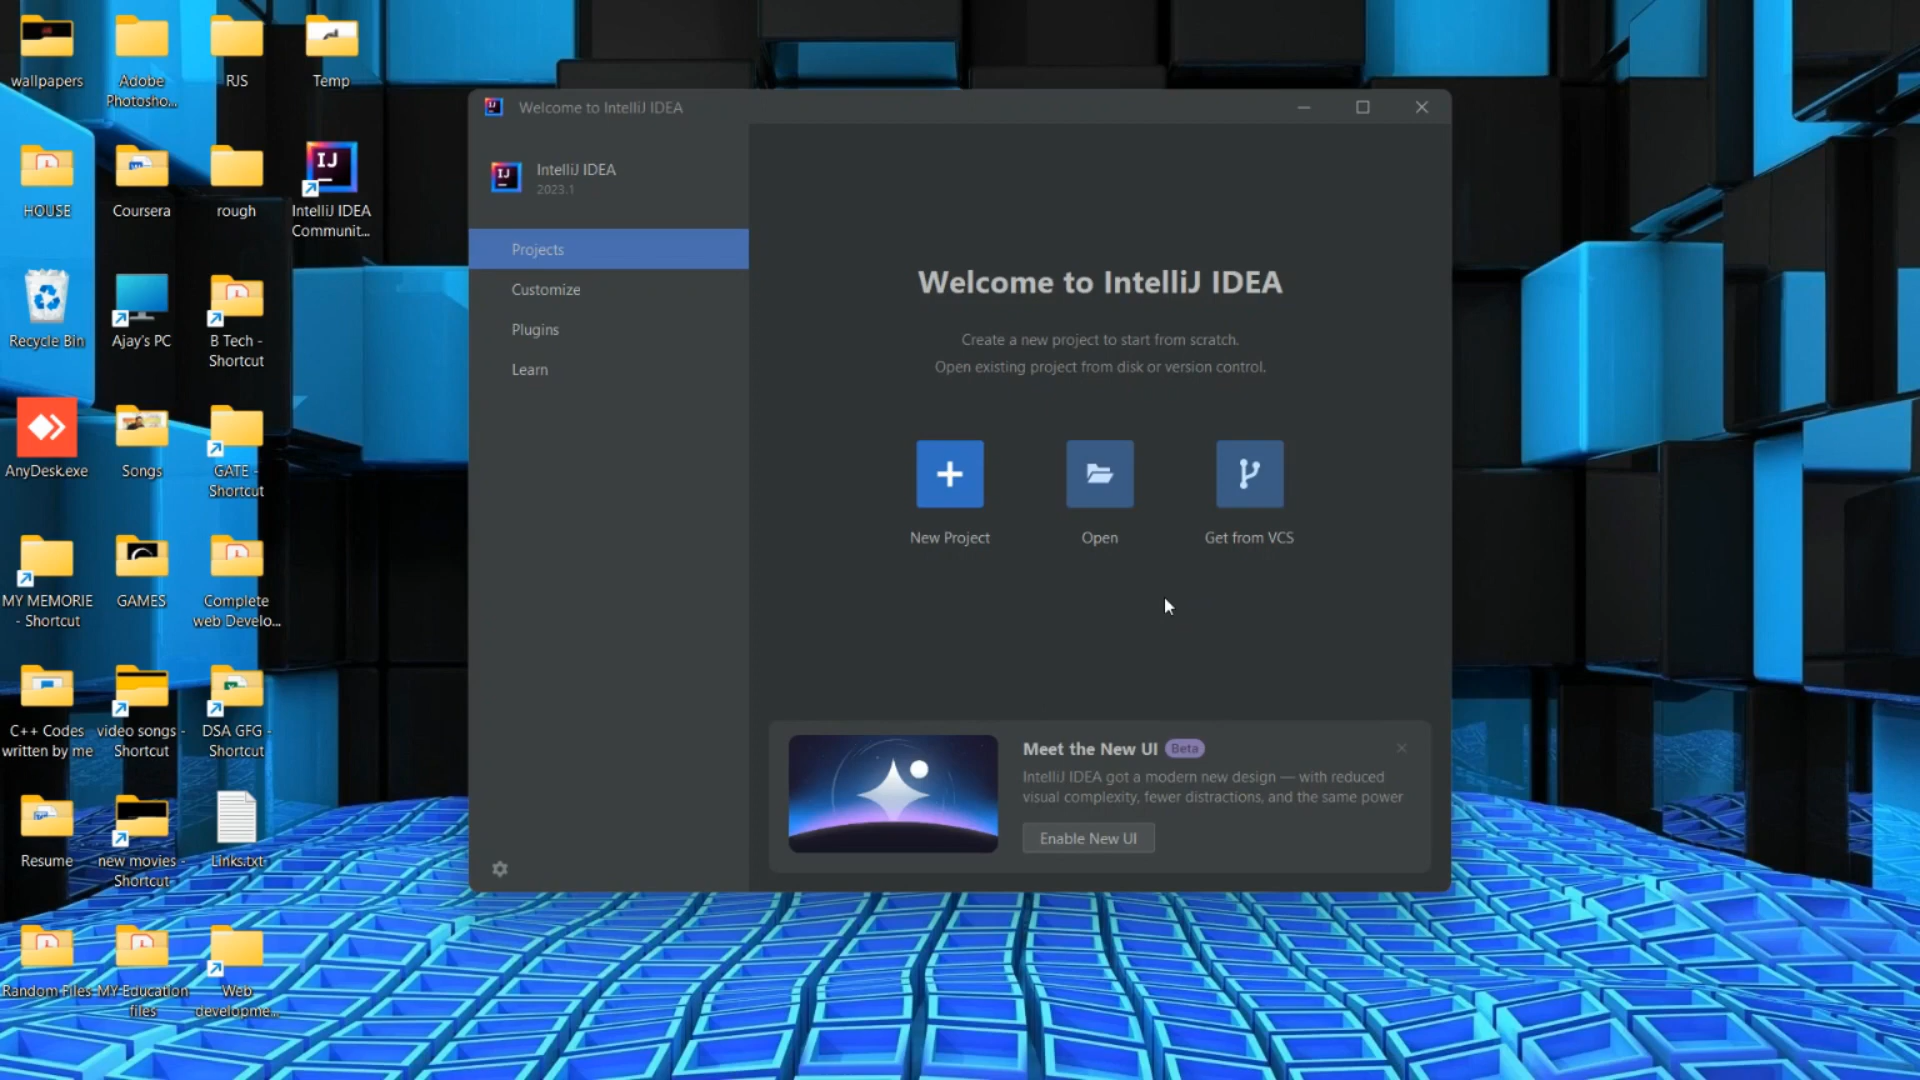 wallpapers
Adobe
Photosho...
RJS
Temp
HOUSE
Coursera
rough
IntelliJ IDEA
Communit...
Recycle Bin
Ajay's PC
B Tech -
Shortcut
AnyDesk.exe
Songs
GATE -
Shortcut
MY MEMORIE
- Shortcut
GAMES
Complete
web Develo...
C++ Codes
written by me
video songs -
Shortcut
DSA GFG -
Shortcut
Resume
new movies -
Shortcut
Links.txt
Random Files
MY Education
files
Web
developme...
Welcome to IntelliJ IDEA
IntelliJ IDEA
2023.1
Projects
Customize
Plugins
Learn
Welcome to IntelliJ IDEA
Create a new project to start from scratch.
Open existing project from disk or version control.
New Project
Open
Get from VCS
Meet the New UI Beta
IntelliJ IDEA got a modern new design — with reduced
visual complexity, fewer distractions, and the same power
Enable New UI